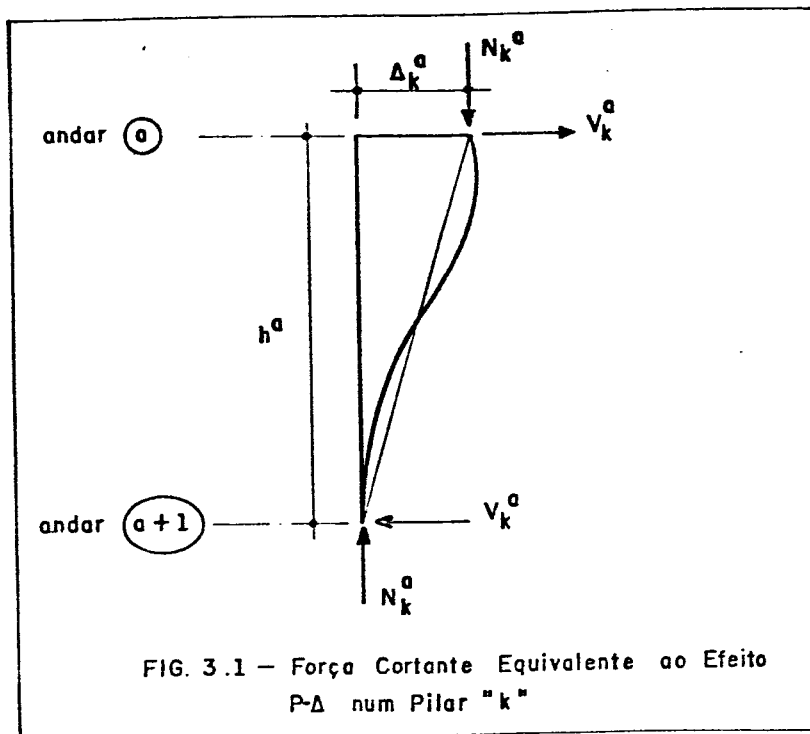 N_k^a
Δ_k^a
V_k^a
andar (a)
h^a
andar (a+1)
V_k^a
N_k^a
FIG. 3.1 — Força Cortante Equivalente ao Efeito
P-Δ num Pilar "k"